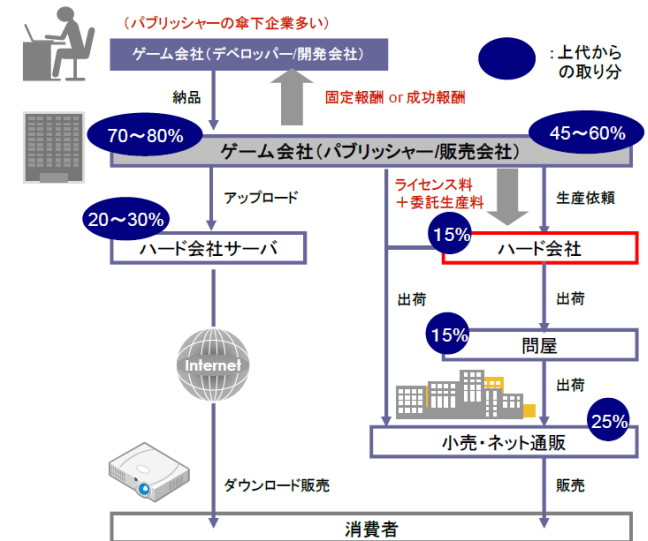 (パブリッシャーの傘下企業多い)
ゲーム会社(デベロッパー/開発会社)
:上代から
の取り分
納品
固定報酬 or 成功報酬
70~80%
45~60%
ゲーム会社(パブリッシャー/販売会社)
アップロード
ライセンス料
+委託生産料
生産依頼
20~30%
ハード会社サーバ
15%
ハード会社
出荷
出荷
15%
問屋
Internet
出荷
25%
小売・ネット通販
ダウンロード販売
販売
消費者